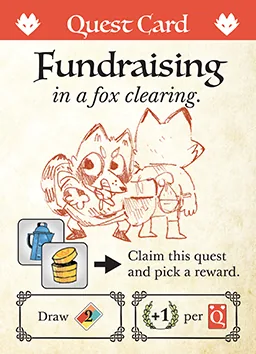 Quest Card
Fundraising
in a fox clearing.
Claim this quest
and pick a reward.
Draw 2
+1 per Q